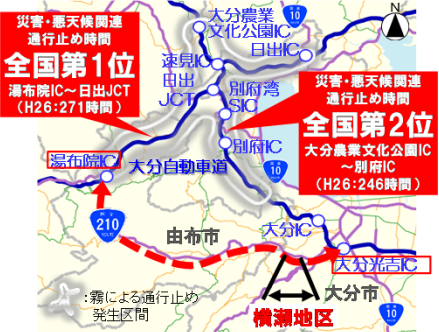 災害・悪天候関連
通行止め時間
全国第1位
湯布院IC～日出JCT
（H26：271時間）
大分農業
文化公園IC
10
日出IC
速見IC
日出
JCT
別府湾
SIC
災害・悪天候関連
通行止め時間
全国第2位
大分農業文化公園IC
～別府IC
（H26：246時間）
別府IC
湯布院IC
大分自動車道
10
210
由布市
大分IC
大分光吉IC
横瀬地区
大分市
10
：霧による通行止め
発生区間